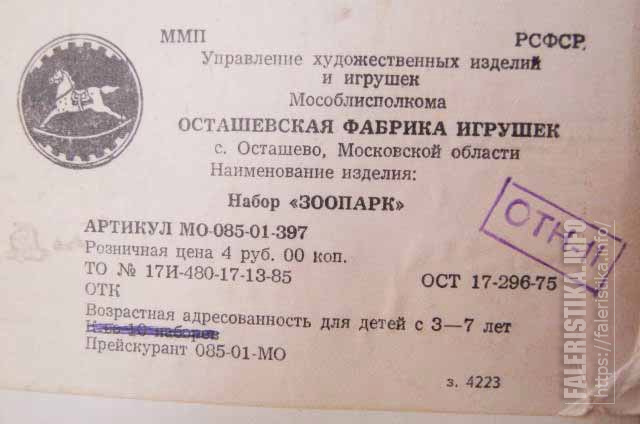 ММП РСФСР
Управление художественных изделий
и игрушек
Мособлисполкома
ОСТАШЕВСКАЯ ФАБРИКА ИГРУШЕК
с. Осташево, Московской области
Наименование изделия:
Набор «ЗООПАРК»
АРТИКУЛ МО-085-01-397
Розничная цена 4 руб. 00 коп.
ТО № 17И-480-17-13-85 ОСТ 17-296-75
ОТК
Возрастная адресованность для детей с 3—7 лет
10 наборов
Прейскурант 085-01-МО
з. 4223
FALERISTIKA.INFO
https://faleristika.info/